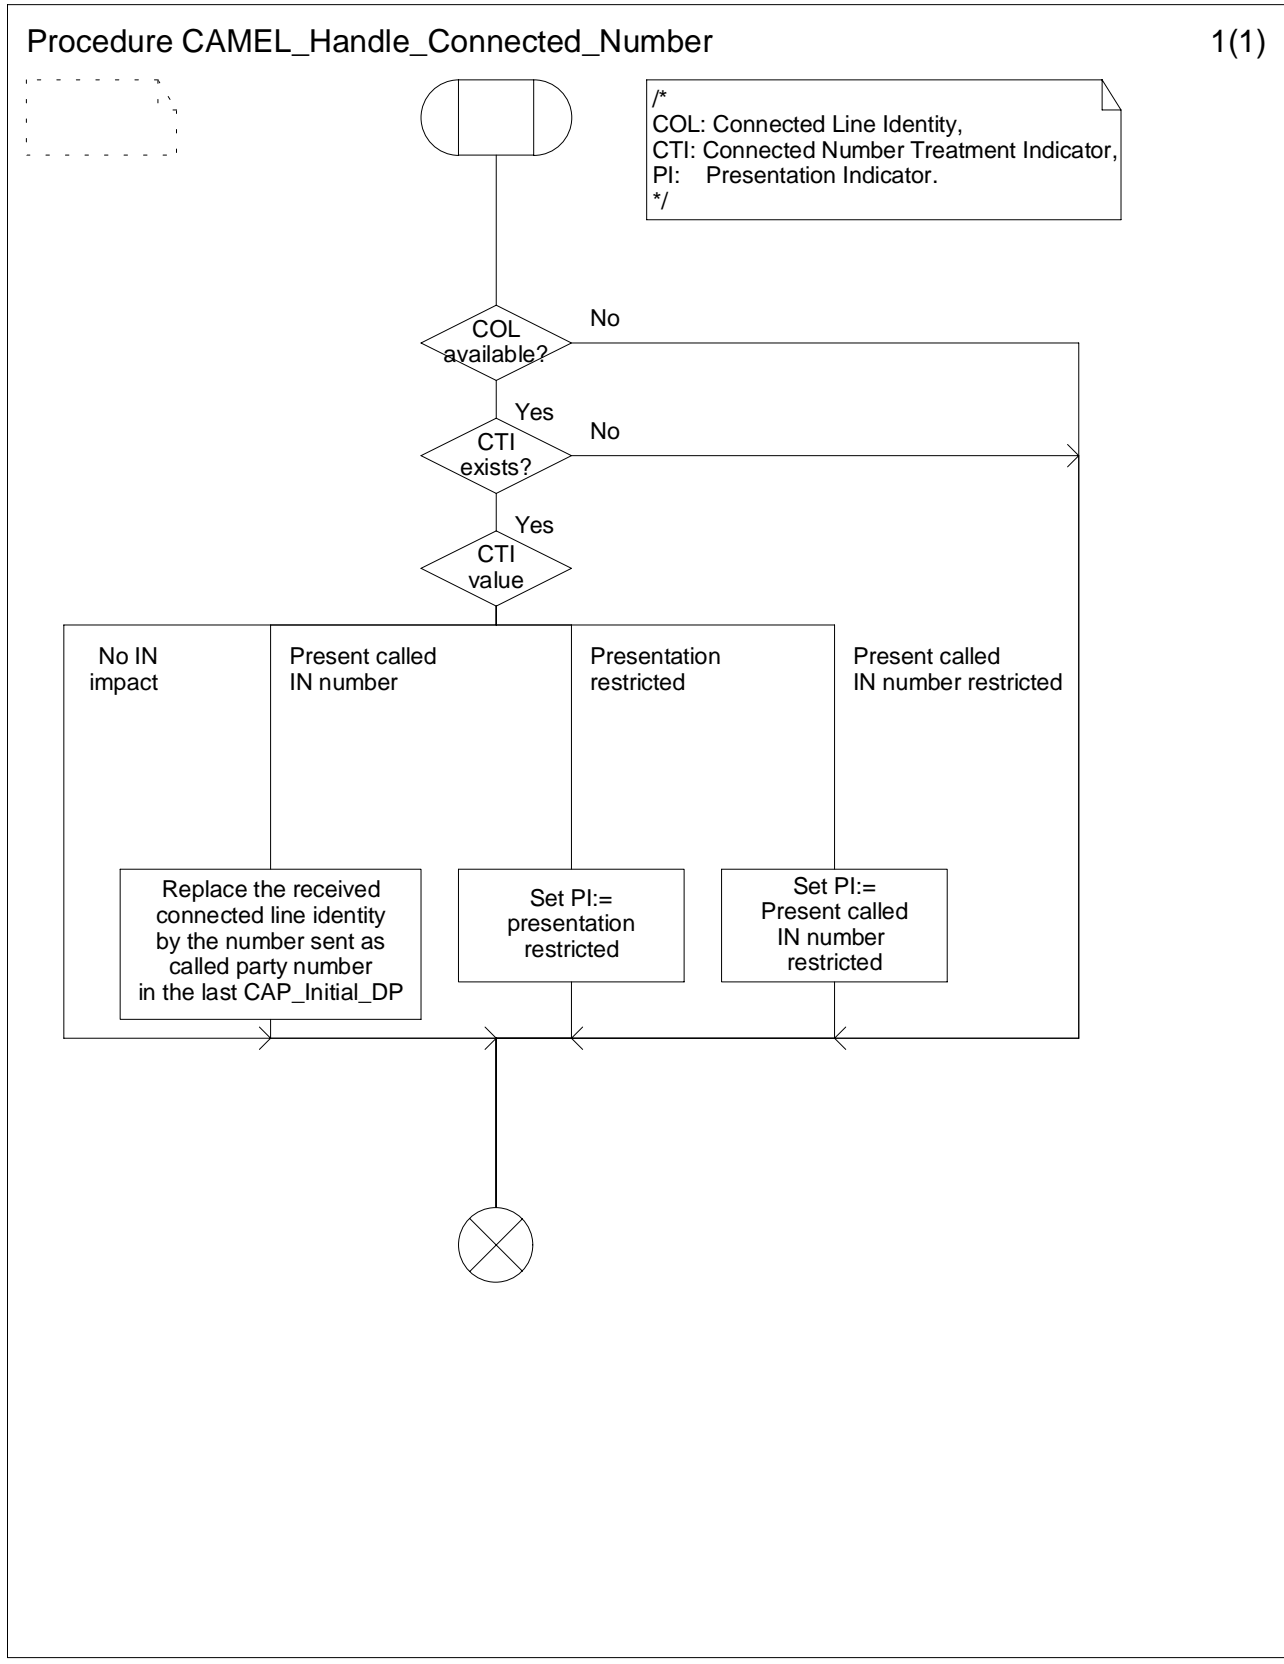 Procedure CAMEL_Handle_Connected_Number
1(1)
/*
COL: Connected Line Identity,
CTI: Connected Number Treatment Indicator,
PI: Presentation Indicator.
*/
COL
available?
No
Yes
CTI
exists?
No
Yes
CTI
value
No IN
impact
Present called
IN number
Presentation
restricted
Present called
IN number restricted
Replace the received
connected line identity
by the number sent as
called party number
in the last CAP_Initial_DP
Set PI:=
presentation
restricted
Set PI:=
Present called
IN number
restricted